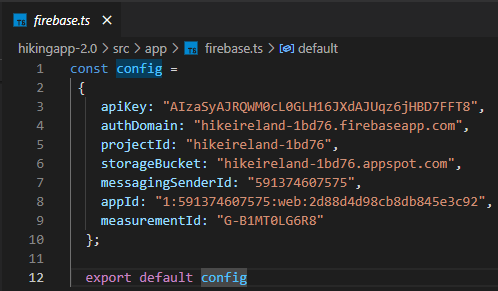 firebase.ts ×
hikingapp-2.0 > src > app > firebase.ts > default
1 const config =
2 {
3 apiKey: "AIzaSyAJRQWM0cL0GLH16JXdAJUqz6jHBD7FFT8",
4 authDomain: "hikeireland-1bd76.firebaseapp.com",
5 projectId: "hikeireland-1bd76",
6 storageBucket: "hikeireland-1bd76.appspot.com",
7 messagingSenderId: "591374607575",
8 appId: "1:591374607575:web:2d88d4d98cb8db845e3c92",
9 measurementId: "G-B1MT0LG6R8"
10 };
11
12 export default config